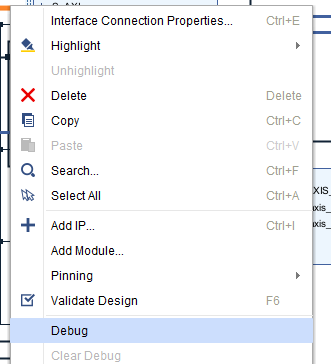 Interface Connection Properties... Ctrl+E
Highlight
Unhighlight
Delete Delete
Copy Ctrl+C
Paste Ctrl+V
Search... Ctrl+F
Select All Ctrl+A
Add IP... Ctrl+I
Add Module...
Pinning
Validate Design F6
Debug
Clear Debug